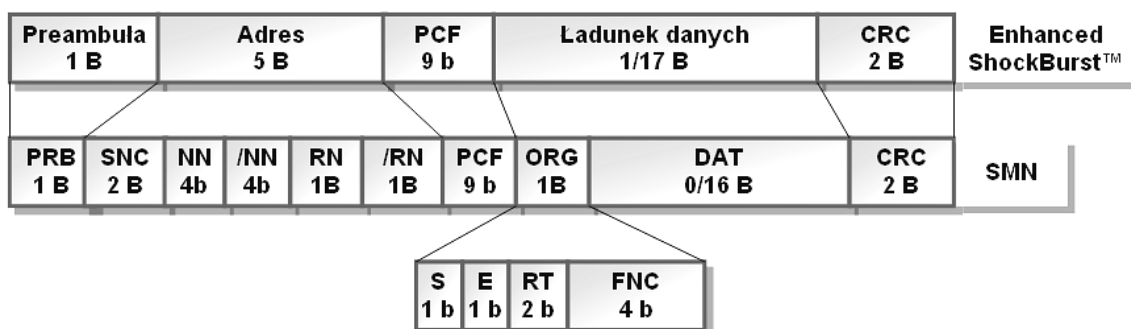 Preambula Adres PCF Ładunek danych CRC Enhanced
1 B 5 B 9 b 1/17 B 2 B ShockBurst™
PRB SNC NN /NN RN /RN PCF ORG DAT CRC SMN
1 B 2 B 4b 4b 1B 1B 9 b 1B 0/16 B 2 B
S E RT FNC
1 b 1 b 2 b 4 b